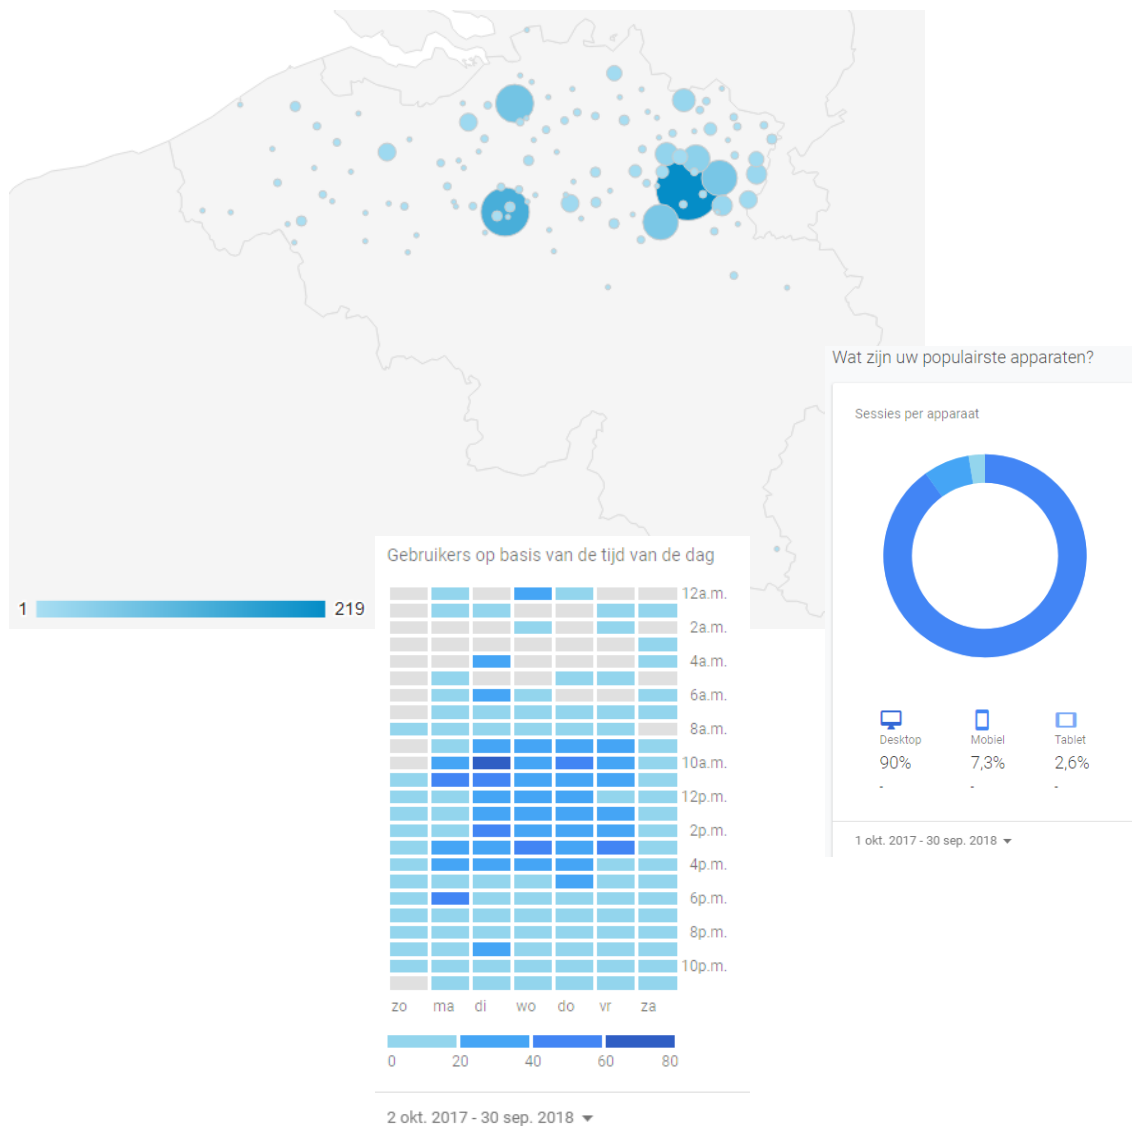 1 219
Wat zijn uw populairste apparaten?
Sessies per apparaat
Desktop Mobiel Tablet
90% 7,3% 2,6%
- - -
1 okt. 2017 - 30 sep. 2018
Gebruikers op basis van de tijd van de dag
12a.m.
2a.m.
4a.m.
6a.m.
8a.m.
10a.m.
12p.m.
2p.m.
4p.m.
6p.m.
8p.m.
10p.m.
zo ma di wo do vr za
0 20 40 60 80
2 okt. 2017 - 30 sep. 2018